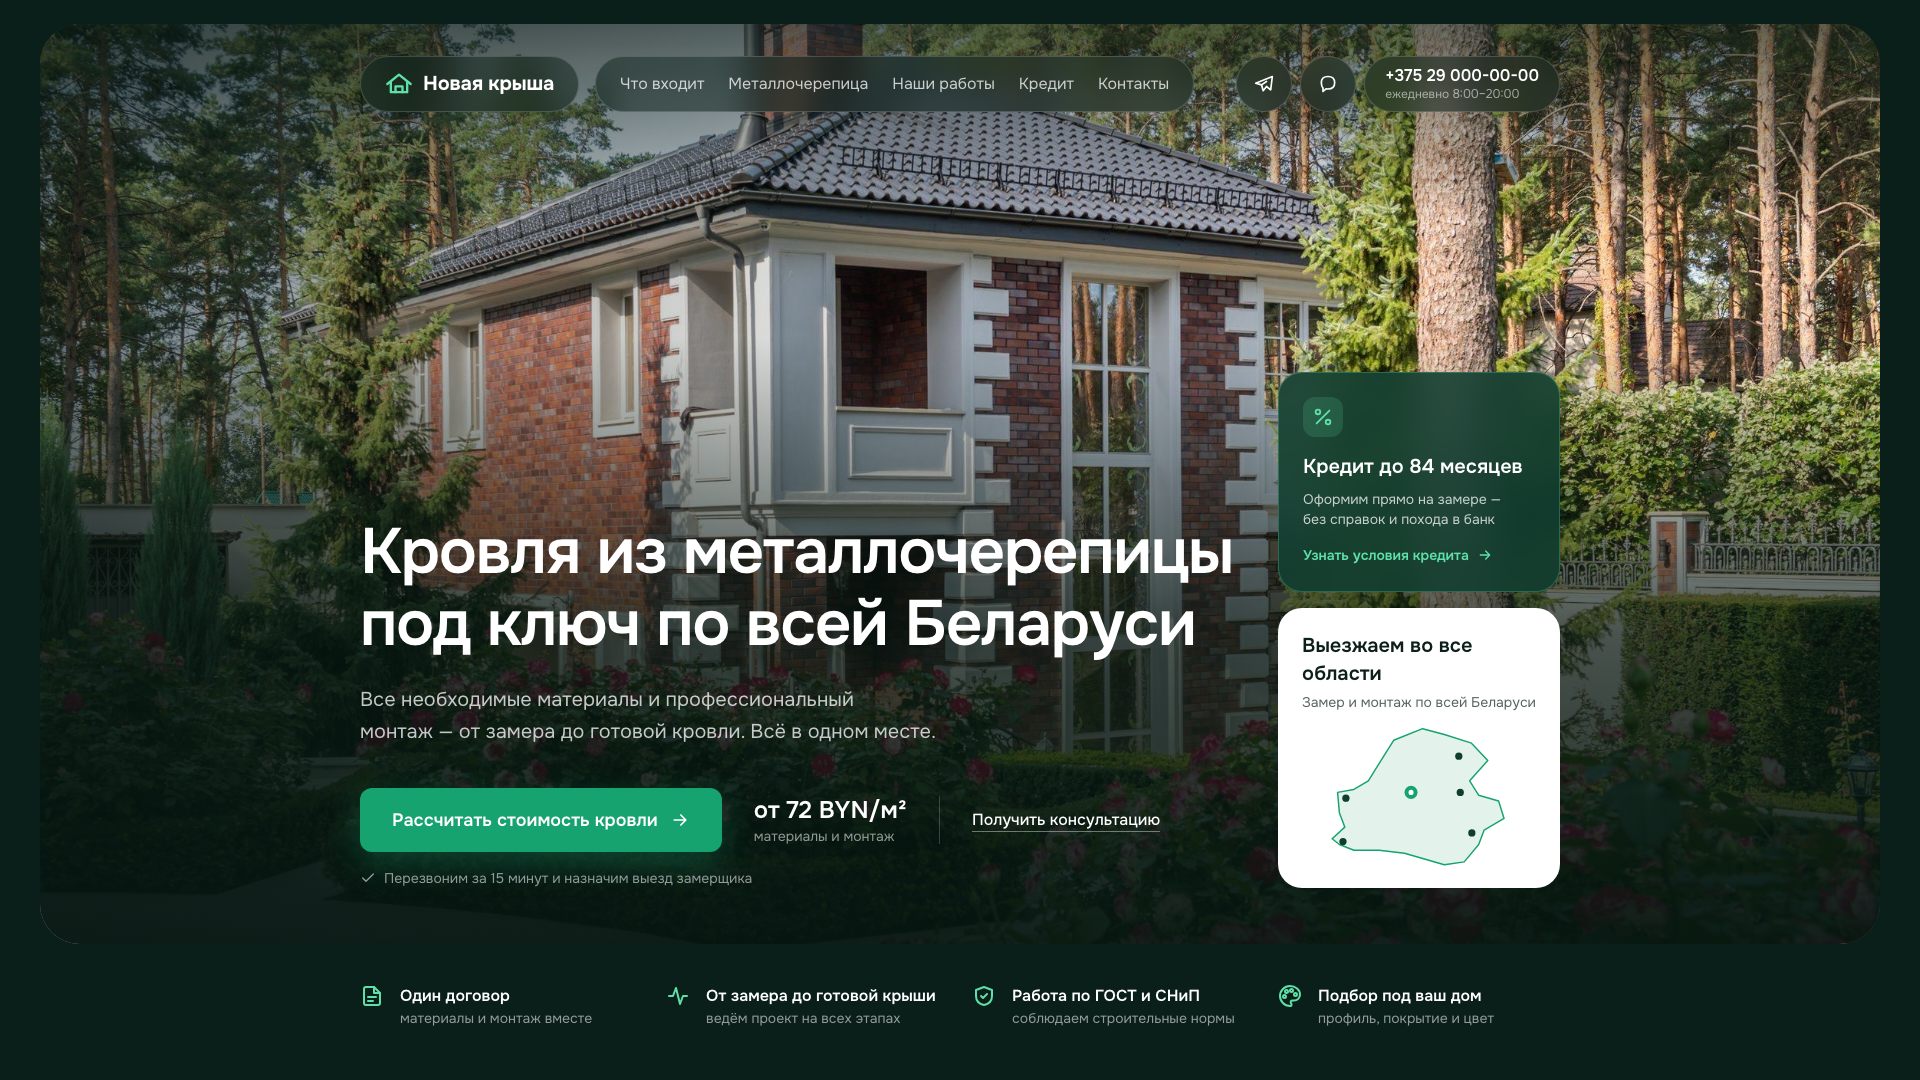 Новая крыша
Что входит
Металлочерепица
Наши работы
Кредит
Контакты
+375 29 000-00-00
ежедневно 8:00–20:00
Кровля из металлочерепицы
под ключ по всей Беларуси
Все необходимые материалы и профессиональный
монтаж — от замера до готовой кровли. Всё в одном месте.
Рассчитать стоимость кровли
от 72 BYN/м²
материалы и монтаж
Получить консультацию
Перезвоним за 15 минут и назначим выезд замерщика
Кредит до 84 месяцев
Оформим прямо на замере —
без справок и похода в банк
Узнать условия кредита
Выезжаем во все
области
Замер и монтаж по всей Беларуси
Один договор
материалы и монтаж вместе
От замера до готовой крыши
ведём проект на всех этапах
Работа по ГОСТ и СНиП
соблюдаем строительные нормы
Подбор под ваш дом
профиль, покрытие и цвет